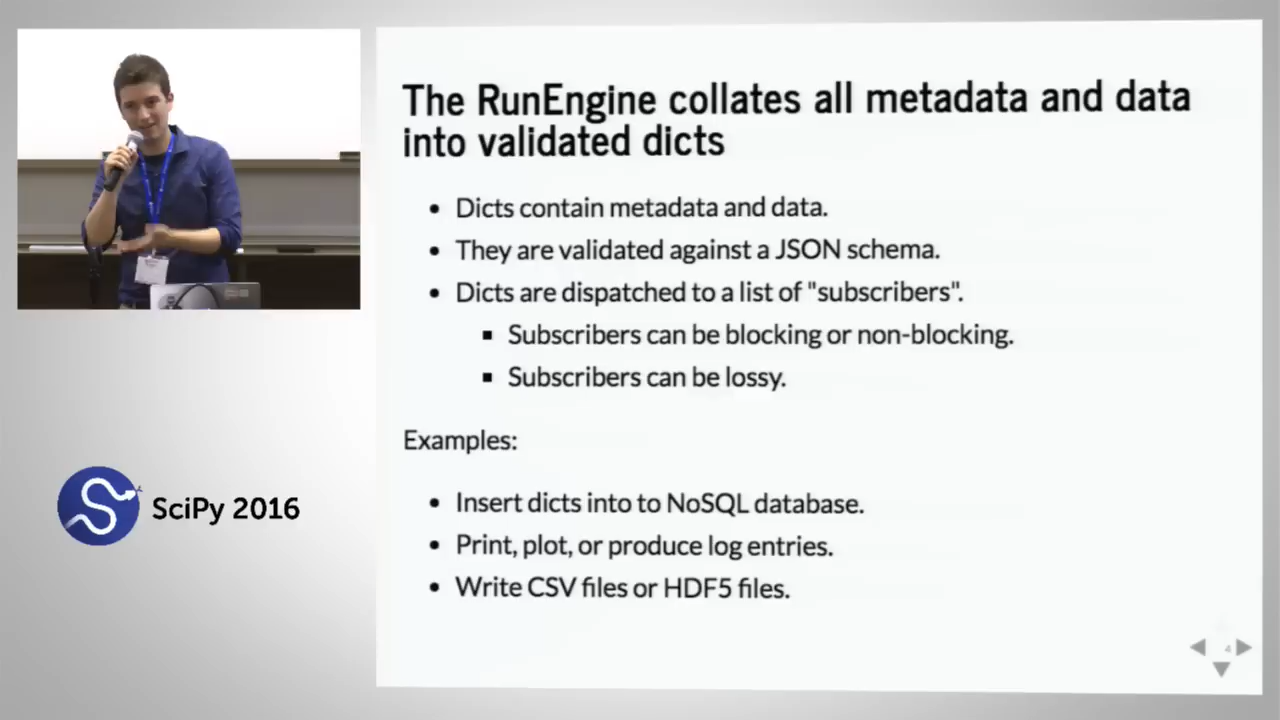 The RunEngine collates all metadata and data
into validated dicts
Dicts contain metadata and data.
They are validated against a JSON schema.
Dicts are dispatched to a list of "subscribers".
Subscribers can be blocking or non-blocking.
Subscribers can be lossy.
Examples:
Insert dicts into to NoSQL database.
Print, plot, or produce log entries.
Write CSV files or HDF5 files.
4
SciPy 2016